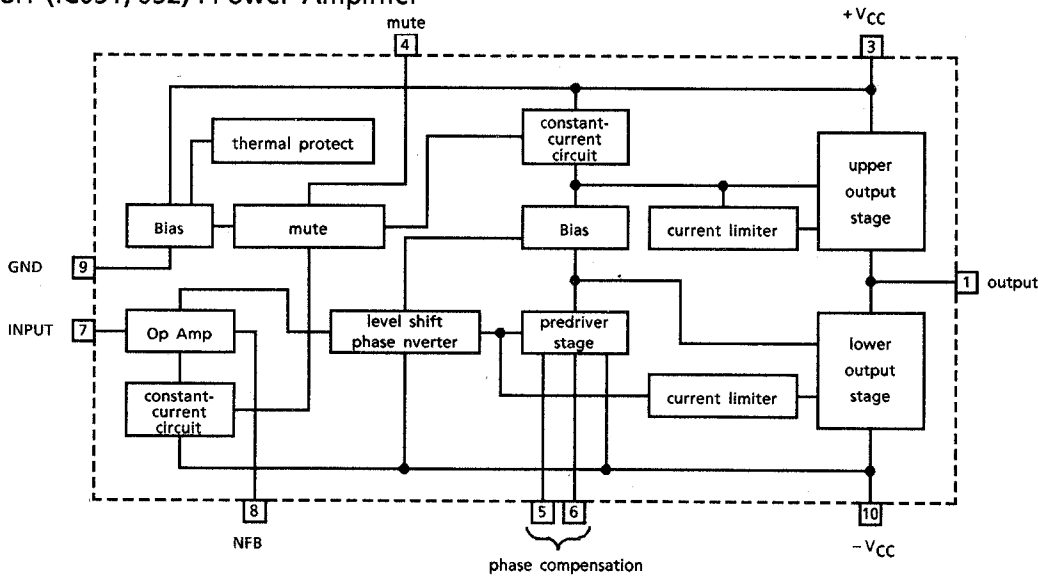 Power Amplifier
mute
4
+VCC
3
thermal protect
constant-
current
circuit
upper
output
stage
Bias
mute
Bias
current limiter
GND
9
1
output
INPUT
7
Op Amp
level shift
phase nverter
predriver
stage
lower
output
stage
constant-
current
circuit
current limiter
8
NFB
5
6
phase compensation
10
-VCC